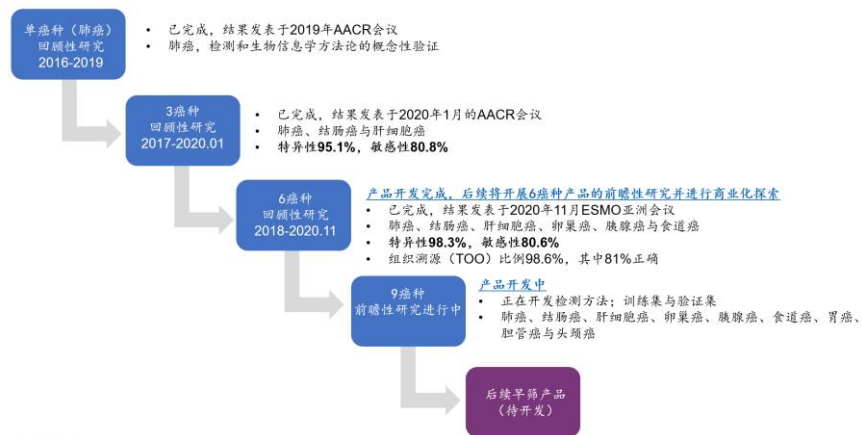 单癌种（肺癌）
回顾性研究
2016-2019
• 已完成，结果发表于2019年AACR会议
• 肺癌，检测和生物信息学方法论的概念性验证
3癌种
回顾性研究
2017-2020.01
• 已完成，结果发表于2020年1月的AACR会议
• 肺癌、结肠癌与肝细胞癌
• 特异性95.1%，敏感性80.8%
6癌种
回顾性研究
2018-2020.11
产品开发完成，后续将开展6癌种产品的前瞻性研究并进行商业化探索
• 已完成，结果发表于2020年11月ESMO亚洲会议
• 肺癌、结肠癌、肝细胞癌、卵巢癌、胰腺癌与食道癌
• 特异性98.3%，敏感性80.6%
• 组织溯源（TOO）比例98.6%，其中81%正确
9癌种
前瞻性研究进行中
产品开发中
• 正在开发检测方法；训练集与验证集
• 肺癌、结肠癌、肝细胞癌、卵巢癌、胰腺癌、食道癌、胃癌、
胆管癌与头颈癌
后续早筛产品
（待开发）